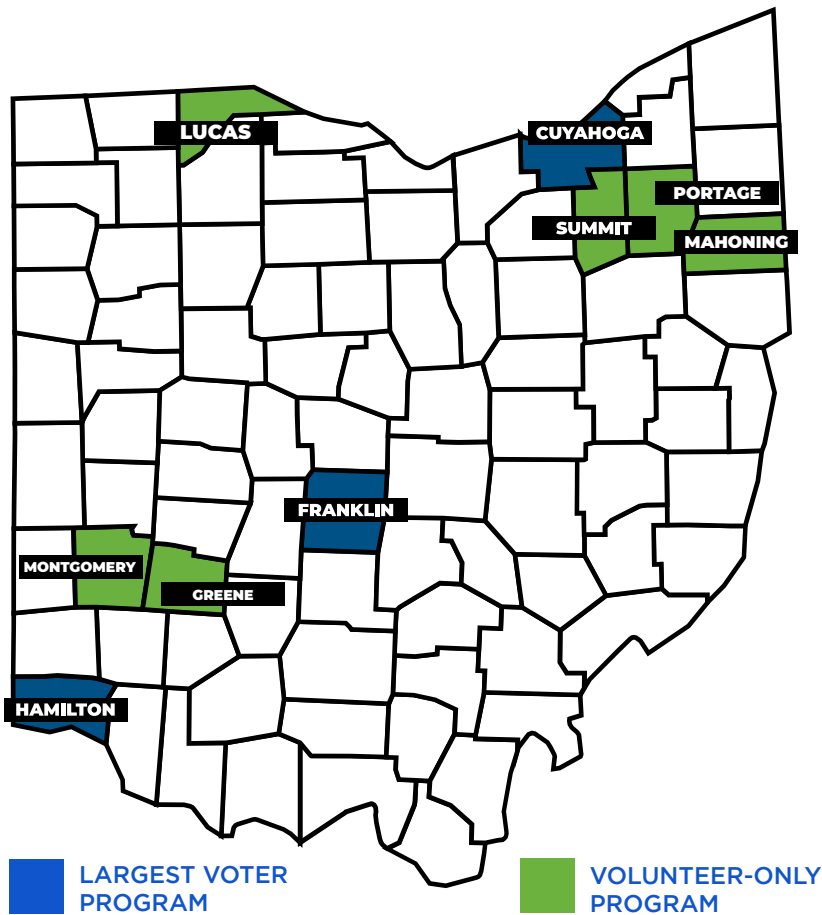 LUCAS
CUYAHOGA
PORTAGE
SUMMIT
MAHONING
FRANKLIN
MONTGOMERY
GREENE
HAMILTON
LARGEST VOTER
PROGRAM
VOLUNTEER-ONLY
PROGRAM